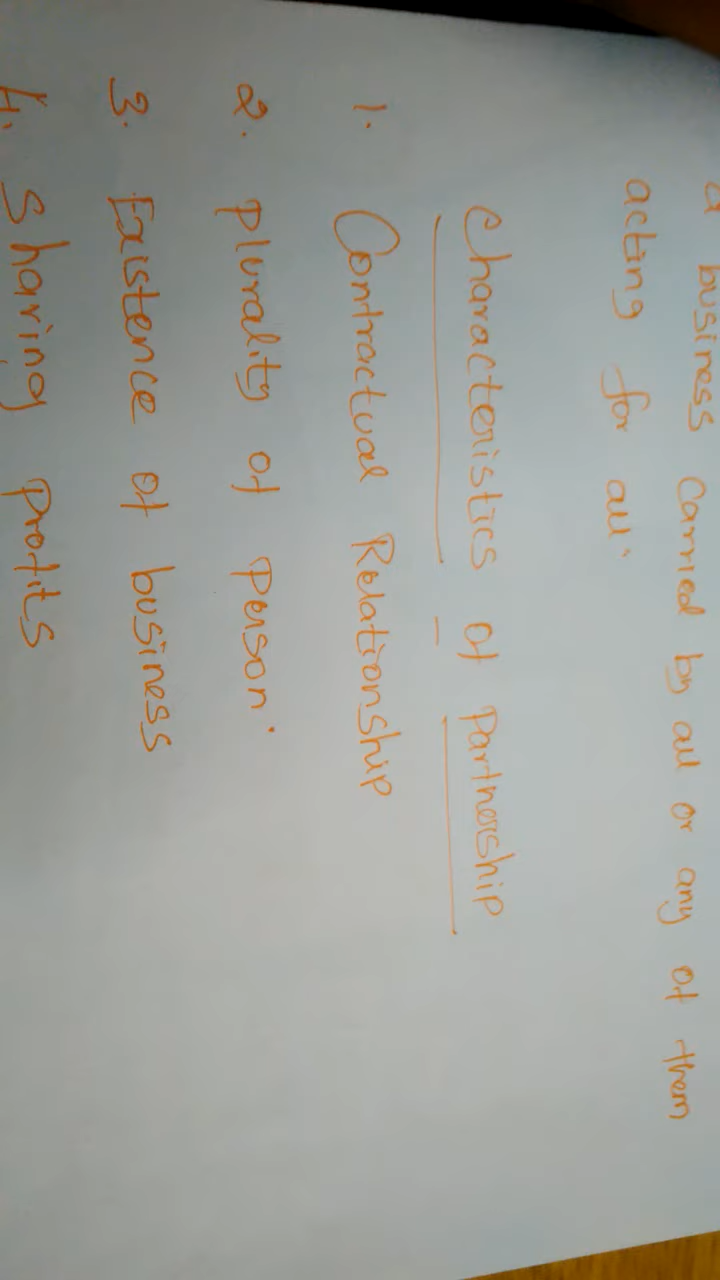 a business carried by all or any of them
acting for all.
Characteristics of Partnership
1. Contractual Relationship
2. plurality of person.
3. Existence of business
4. Sharing profits